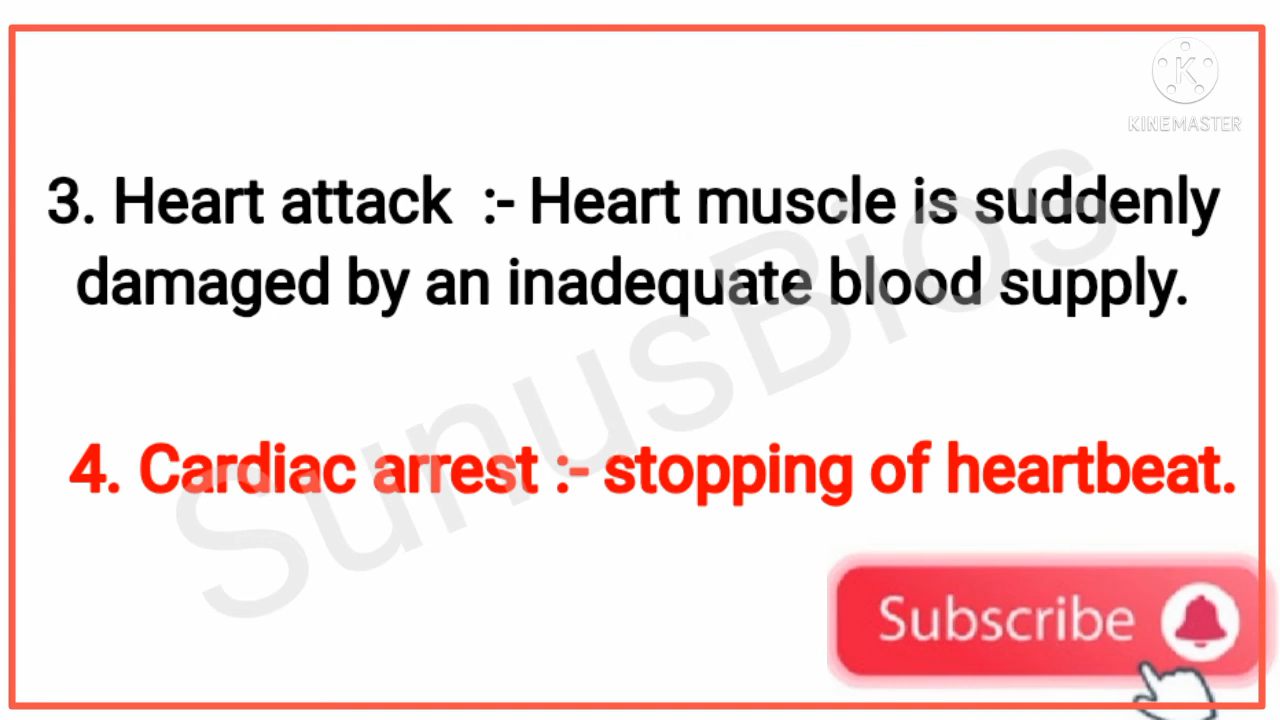 K
KINEMASTER
3. Heart attack  :- Heart muscle is suddenly
damaged by an inadequate blood supply.
SunusBios
4. Cardiac arrest :- stopping of heartbeat.
Subscribe